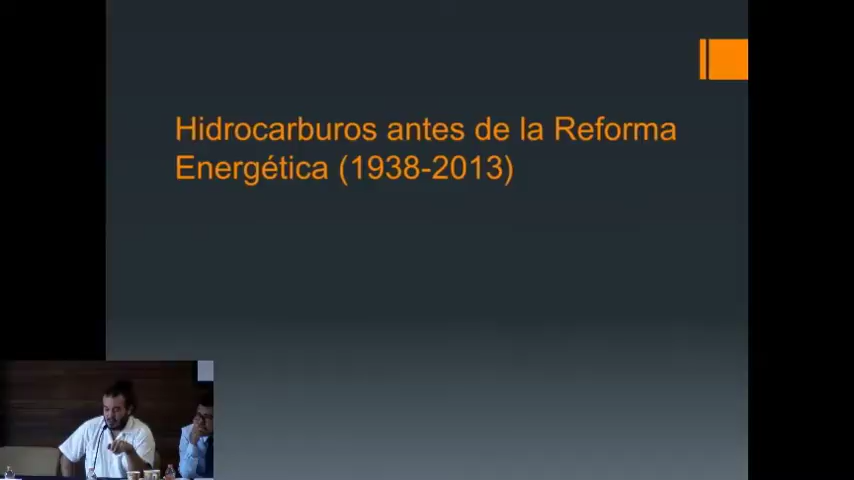 Hidrocarburos antes de la Reforma
Energética (1938-2013)